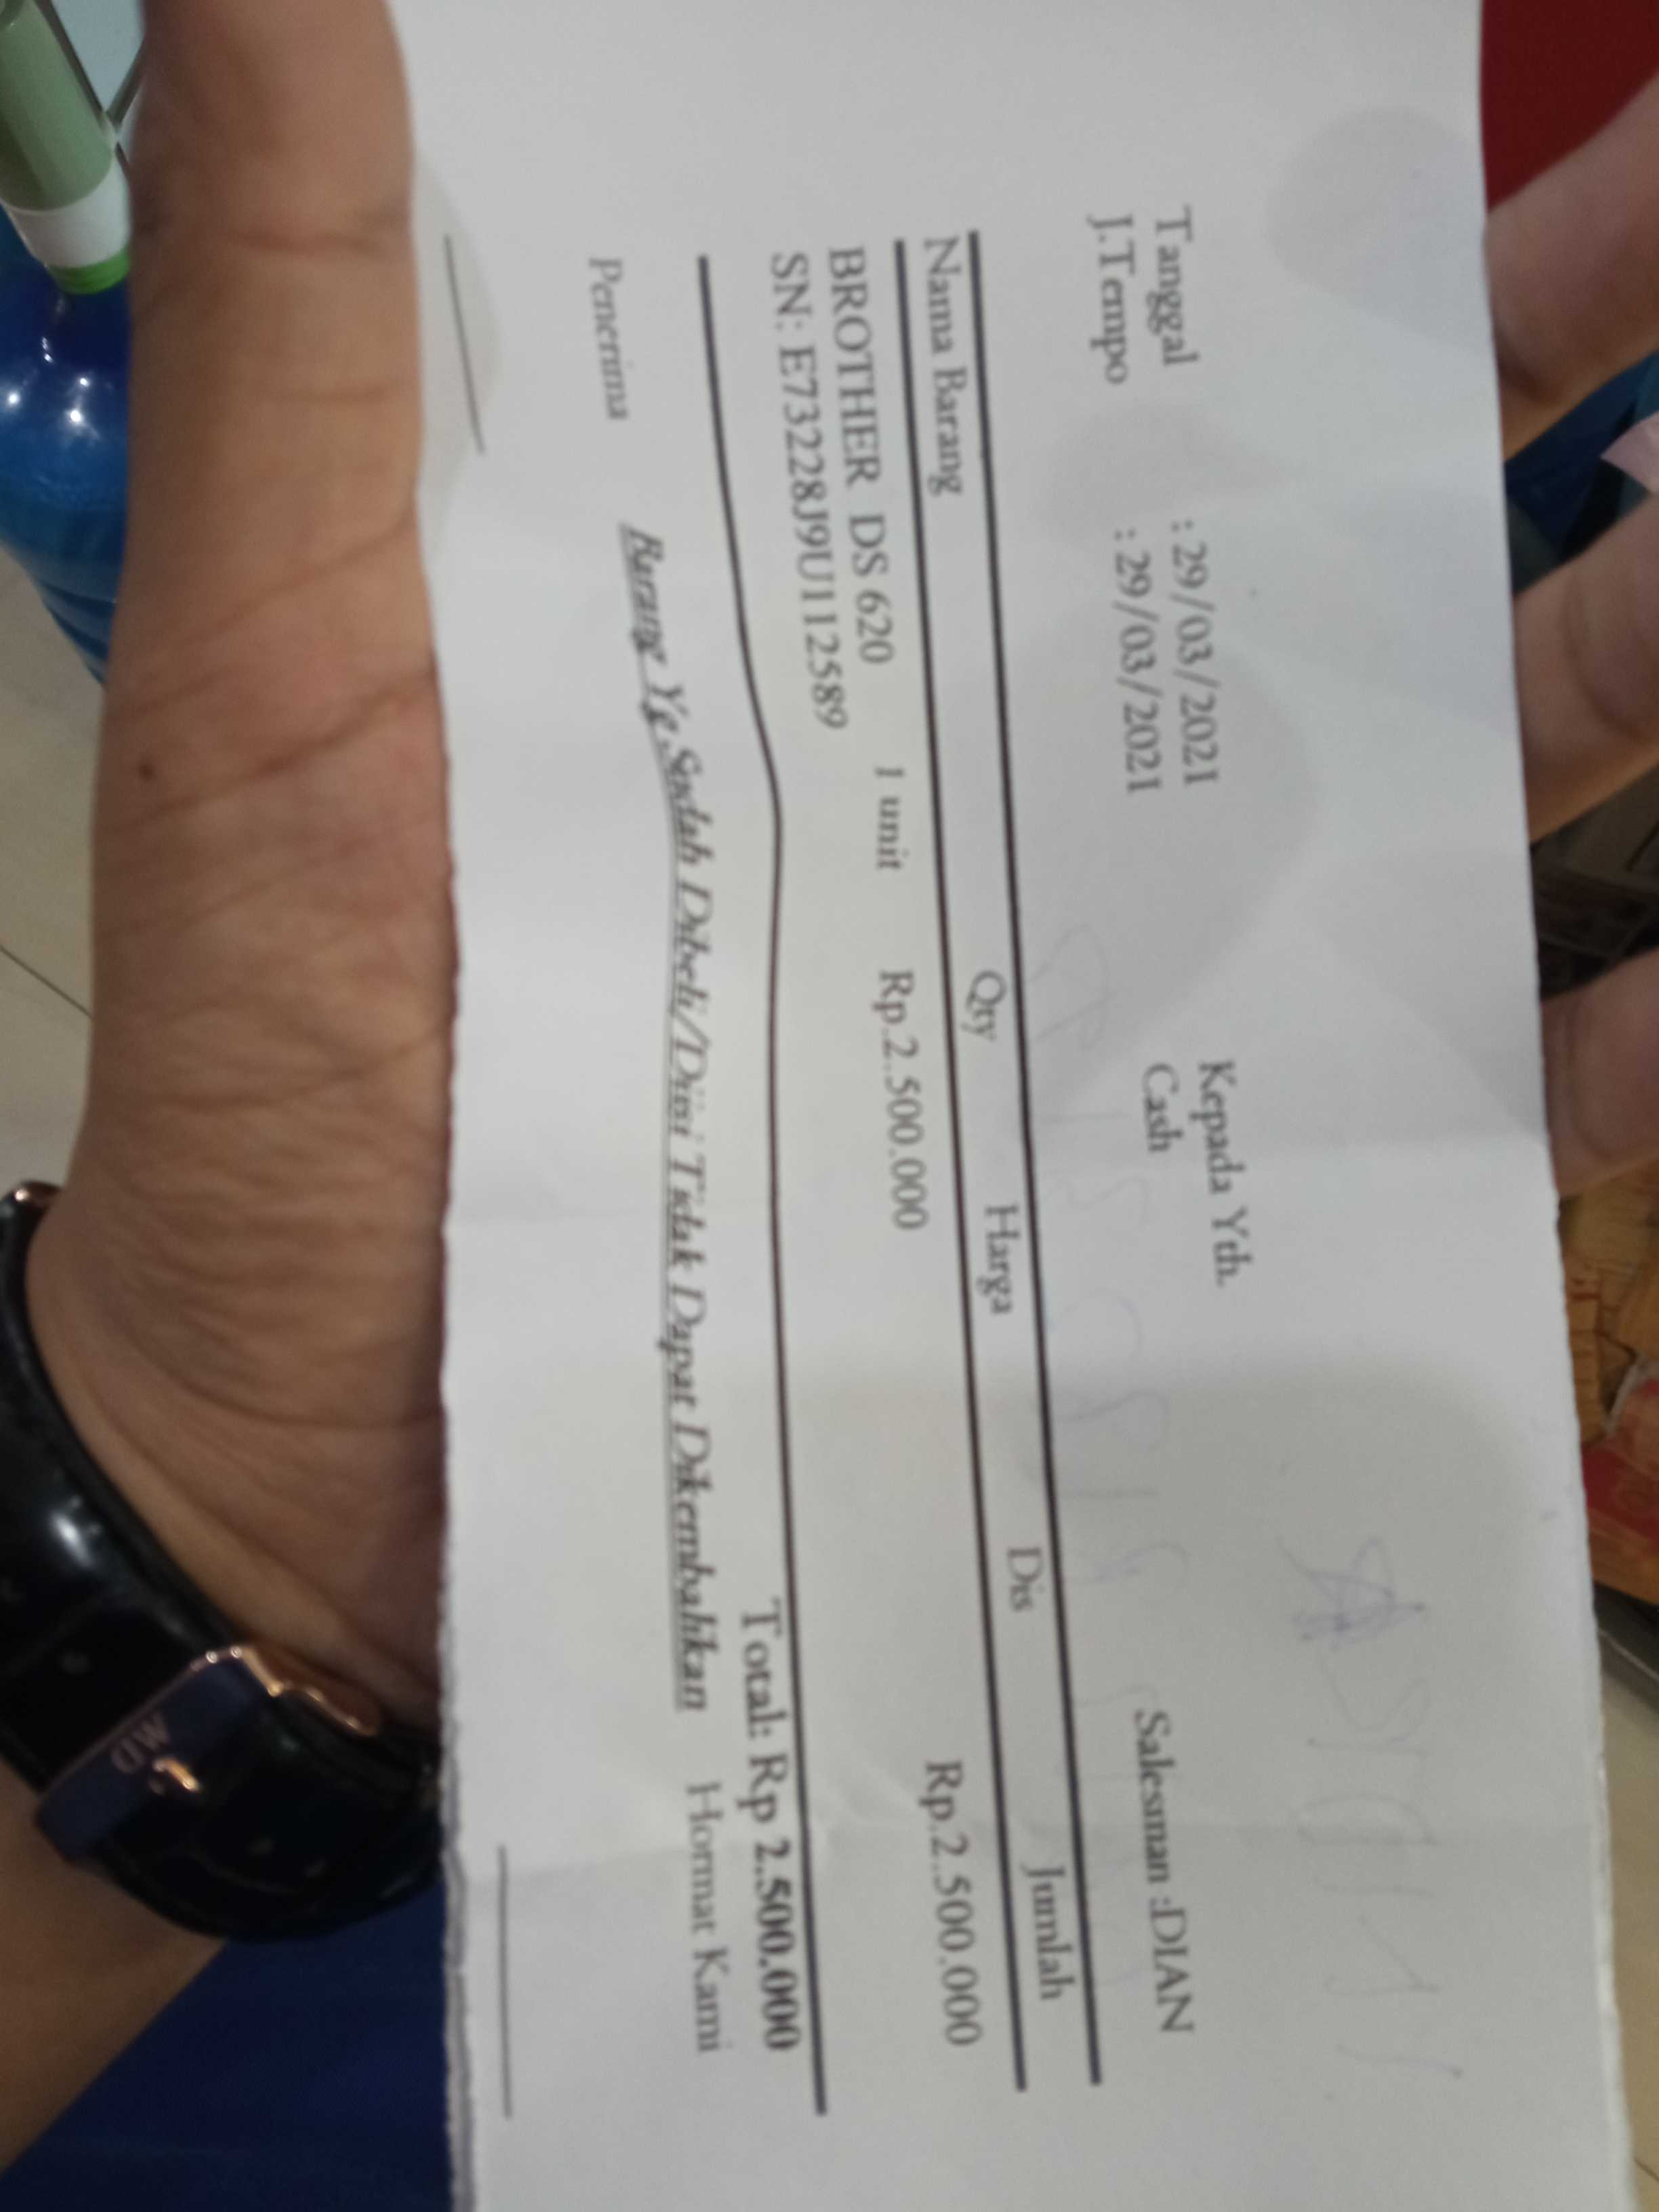 Kepada Yth.
Tanggal : 29/03/2021 Cash Salesman :DIAN
J.Tempo : 29/03/2021
Nama Barang Qty Harga Dis Jumlah
BROTHER DS 620 1 unit Rp.2.500.000 Rp.2.500.000
SN: E73228J9U112589
Total: Rp 2.500.000
Penerima Barang Yg Sudah Dibeli/Diisi Tidak Dapat Dikembalikan Hormat Kami
DW